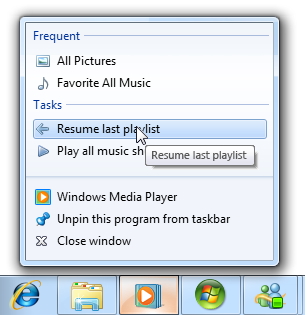 Frequent
All Pictures
Favorite All Music
Tasks
Resume last playlist
Play all music sh
Resume last playlist
Windows Media Player
Unpin this program from taskbar
Close window